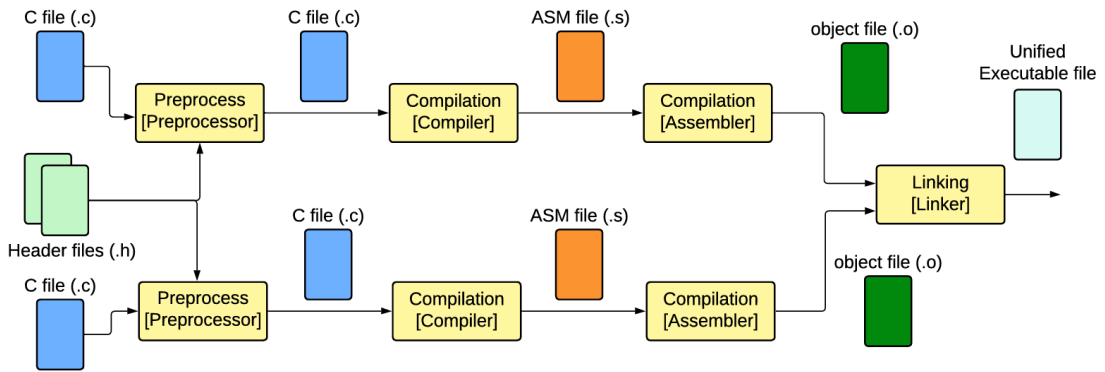 C file (.c)
C file (.c)
ASM file (.s)
object file (.o)
Unified
Executable file
Preprocess
[Preprocessor]
Compilation
[Compiler]
Compilation
[Assembler]
Linking
[Linker]
Header files (.h)
C file (.c)
ASM file (.s)
object file (.o)
C file (.c)
Preprocess
[Preprocessor]
Compilation
[Compiler]
Compilation
[Assembler]